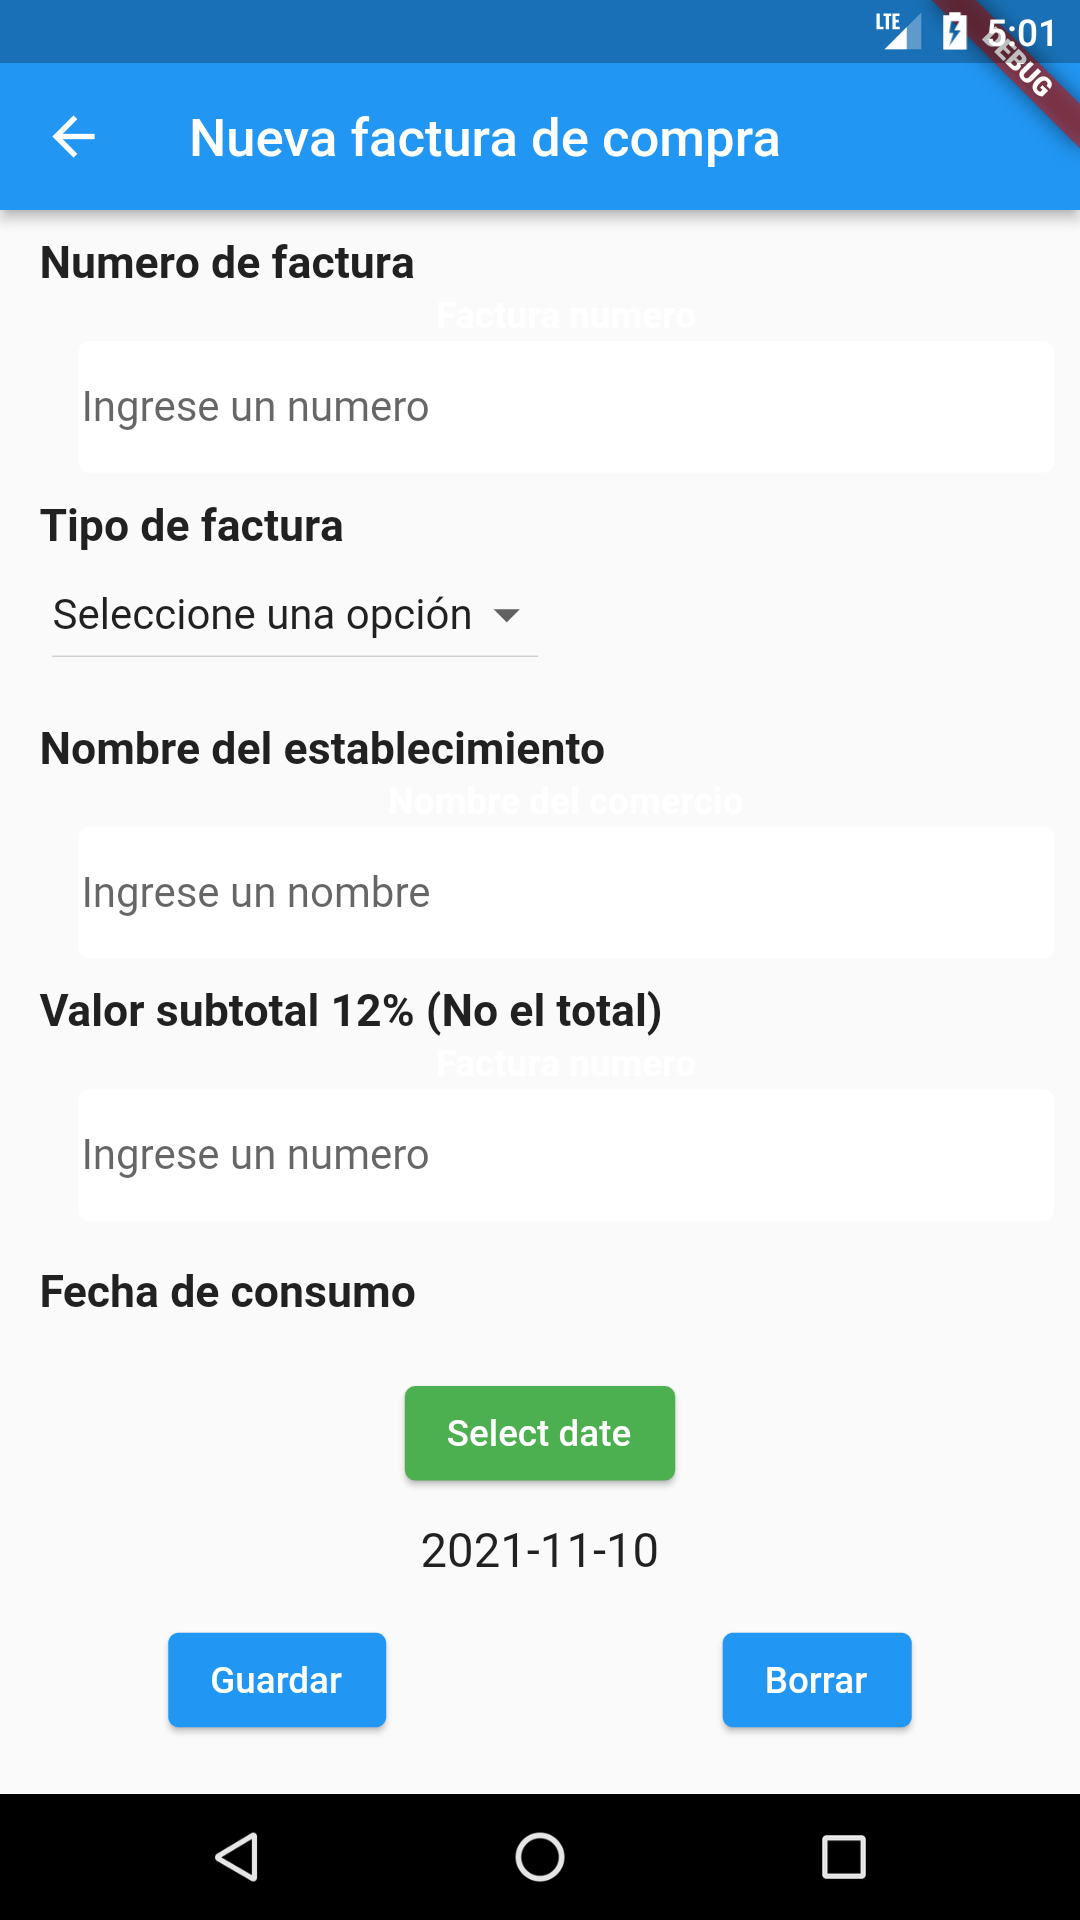 LTE 5:01
DEBUG
Nueva factura de compra
Numero de factura
Factura numero
Ingrese un numero
Tipo de factura
Seleccione una opción
Nombre del establecimiento
Nombre del comercio
Ingrese un nombre
Valor subtotal 12% (No el total)
Factura numero
Ingrese un numero
Fecha de consumo
Select date
2021-11-10
Guardar Borrar